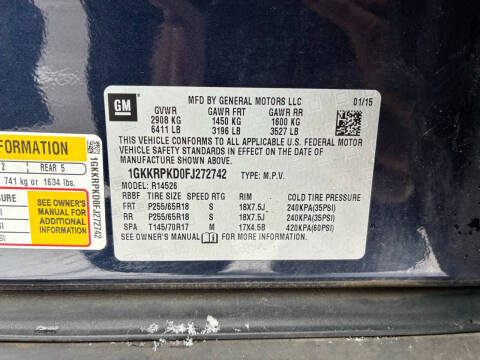 GM
MFD BY GENERAL MOTORS LLC 01/15
GVWR GAWR FRT GAWR RR
2908 KG 1450 KG 1600 KG
6411 LB 3196 LB 3527 LB
THIS VEHICLE CONFORMS TO ALL APPLICABLE U.S. FEDERAL MOTOR
VEHICLE SAFETY STANDARDS IN EFFECT ON THE DATE OF
MANUFACTURE SHOWN ABOVE.
1GKKRPKD0FJ272742 TYPE: M.P.V.
MODEL: R14526
RBBF TIRE SIZE SPEED RTG RIM COLD TIRE PRESSURE
FRT P255/65R18 S 18X7.5J 240KPA(35PSI)
RR P255/65R18 S 18X7.5J 240KPA(35PSI)
SPA T145/70R17 M 17X4.5B 420KPA(60PSI)
SEE OWNER'S MANUAL FOR MORE INFORMATION.
FORMATION
2 REAR 5
741 kg or 1634 lbs.
SSURE
SI
SI
SI
SEE OWNER'S
MANUAL FOR
ADDITIONAL
INFORMATION
1GKKRPKD0FJ272742